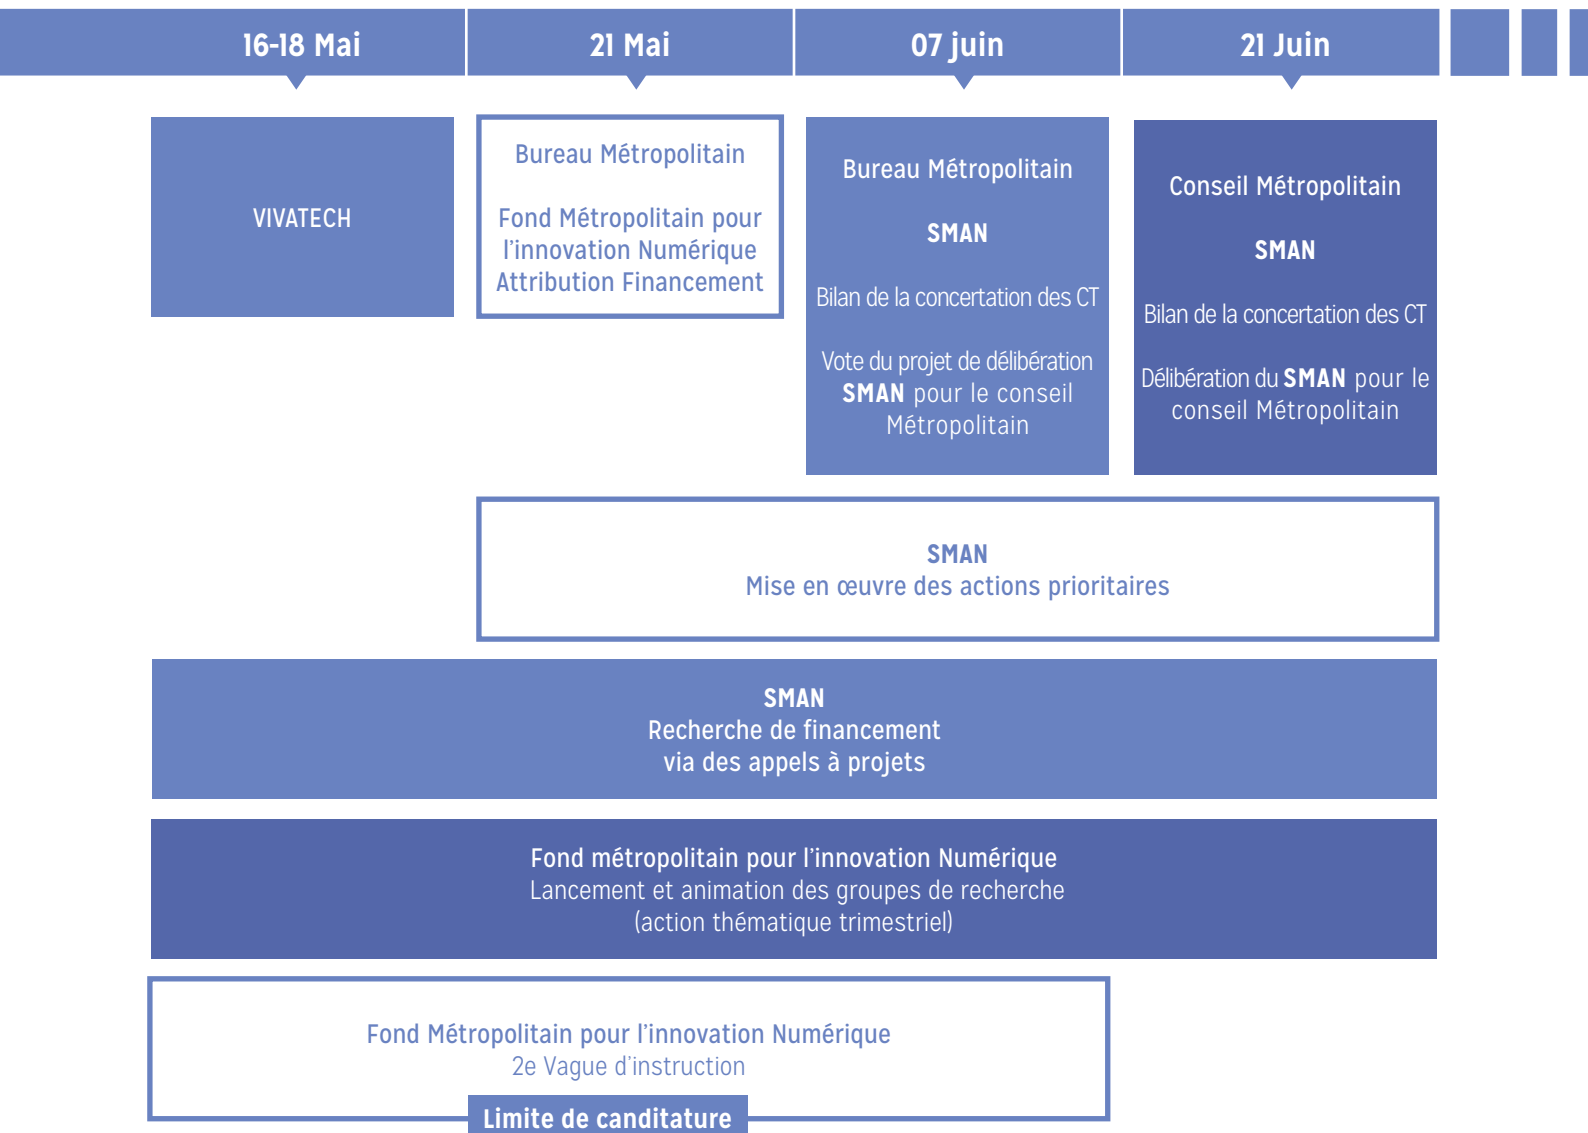 16-18 Mai
21 Mai
07 juin
21 Juin
VIVATECH
Bureau Métropolitain
Fond Métropolitain pour
l'innovation Numérique
Attribution Financement
Bureau Métropolitain
SMAN
Bilan de la concertation des CT
Vote du projet de délibération
SMAN pour le conseil
Métropolitain
Conseil Métropolitain
SMAN
Bilan de la concertation des CT
Délibération du SMAN pour le
conseil Métropolitain
SMAN
Mise en œuvre des actions prioritaires
SMAN
Recherche de financement
via des appels à projets
Fond métropolitain pour l'innovation Numérique
Lancement et animation des groupes de recherche
(action thématique trimestriel)
Fond Métropolitain pour l'innovation Numérique
2e Vague d'instruction
Limite de canditature